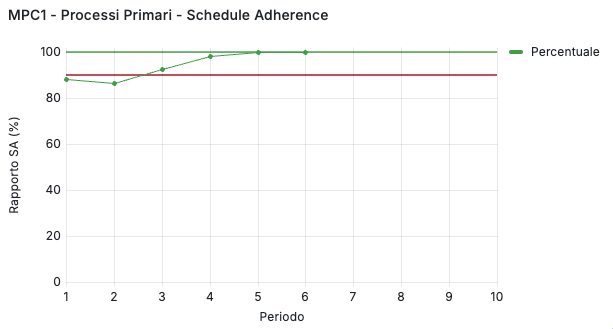 MPC1 - Processi Primari - Schedule Adherence
100
80
60
40
20
0
Rapporto SA (%)
1 2 3 4 5 6 7 8 9 10
Periodo
Percentuale